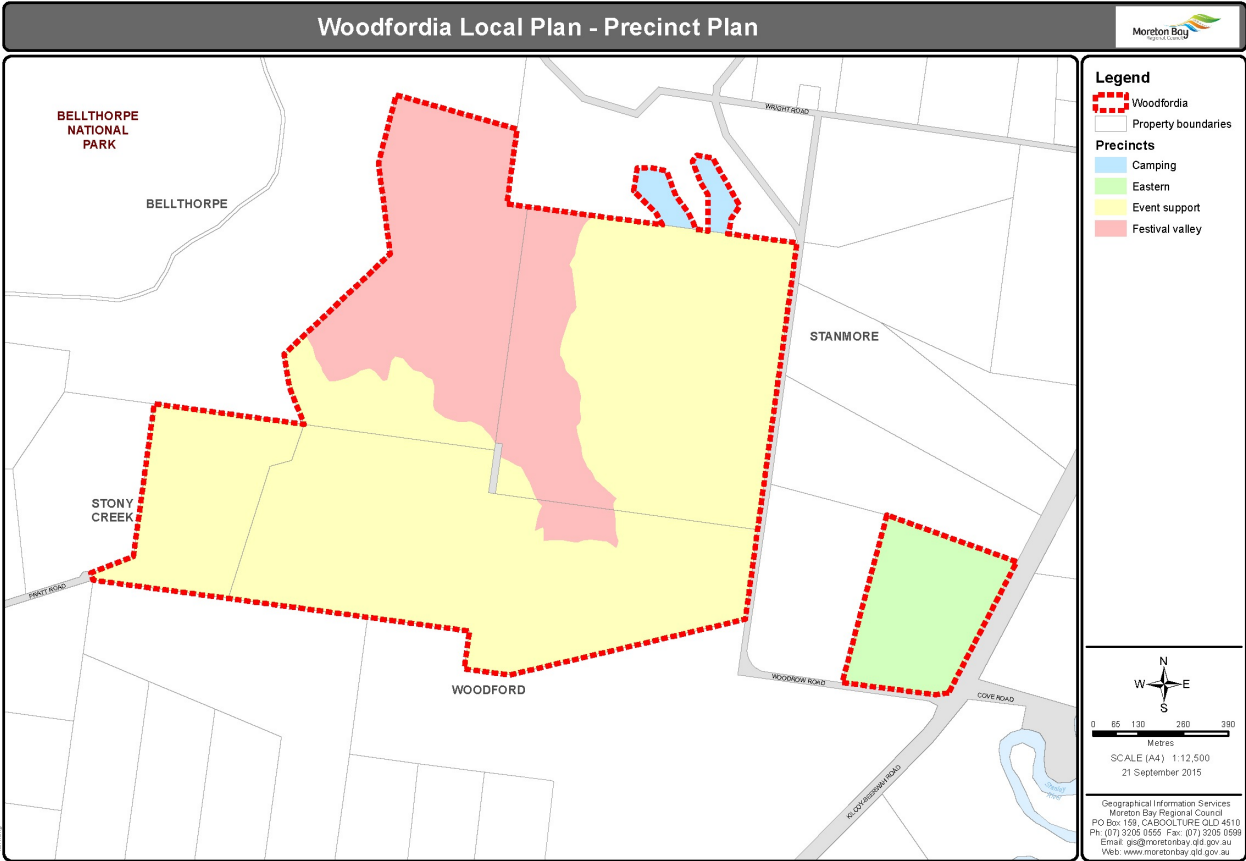 Woodfordia Local Plan - Precinct Plan
Moreton Bay
Regional Council
BELLTHORPE
NATIONAL
PARK
BELLTHORPE
WRIGHT ROAD
STANMORE
STONY
CREEK
PRATT ROAD
WOODFORD
WOODROW ROAD
COVE ROAD
KILCOY-BEERWAH ROAD
Stanley
River
Legend
Woodfordia
Property boundaries
Precincts
Camping
Eastern
Event support
Festival valley
N
W E
S
0 65 130 260 390
Metres
SCALE (A4) 1:12,500
21 September 2015
Geographical Information Services
Moreton Bay Regional Council
PO Box 159, CABOOLTURE QLD 4510
Ph: (07) 3205 0555 Fax: (07) 3205 0599
Email: gis@moretonbay.qld.gov.au
Web: www.moretonbay.qld.gov.au